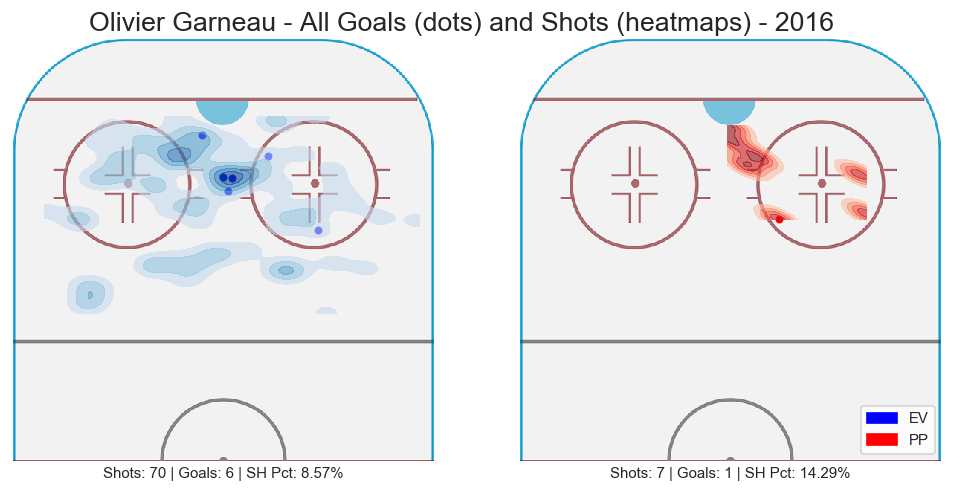 Olivier Garneau - All Goals (dots) and Shots (heatmaps) - 2016
EV
PP
Shots: 70 | Goals: 6 | SH Pct: 8.57%
Shots: 7 | Goals: 1 | SH Pct: 14.29%